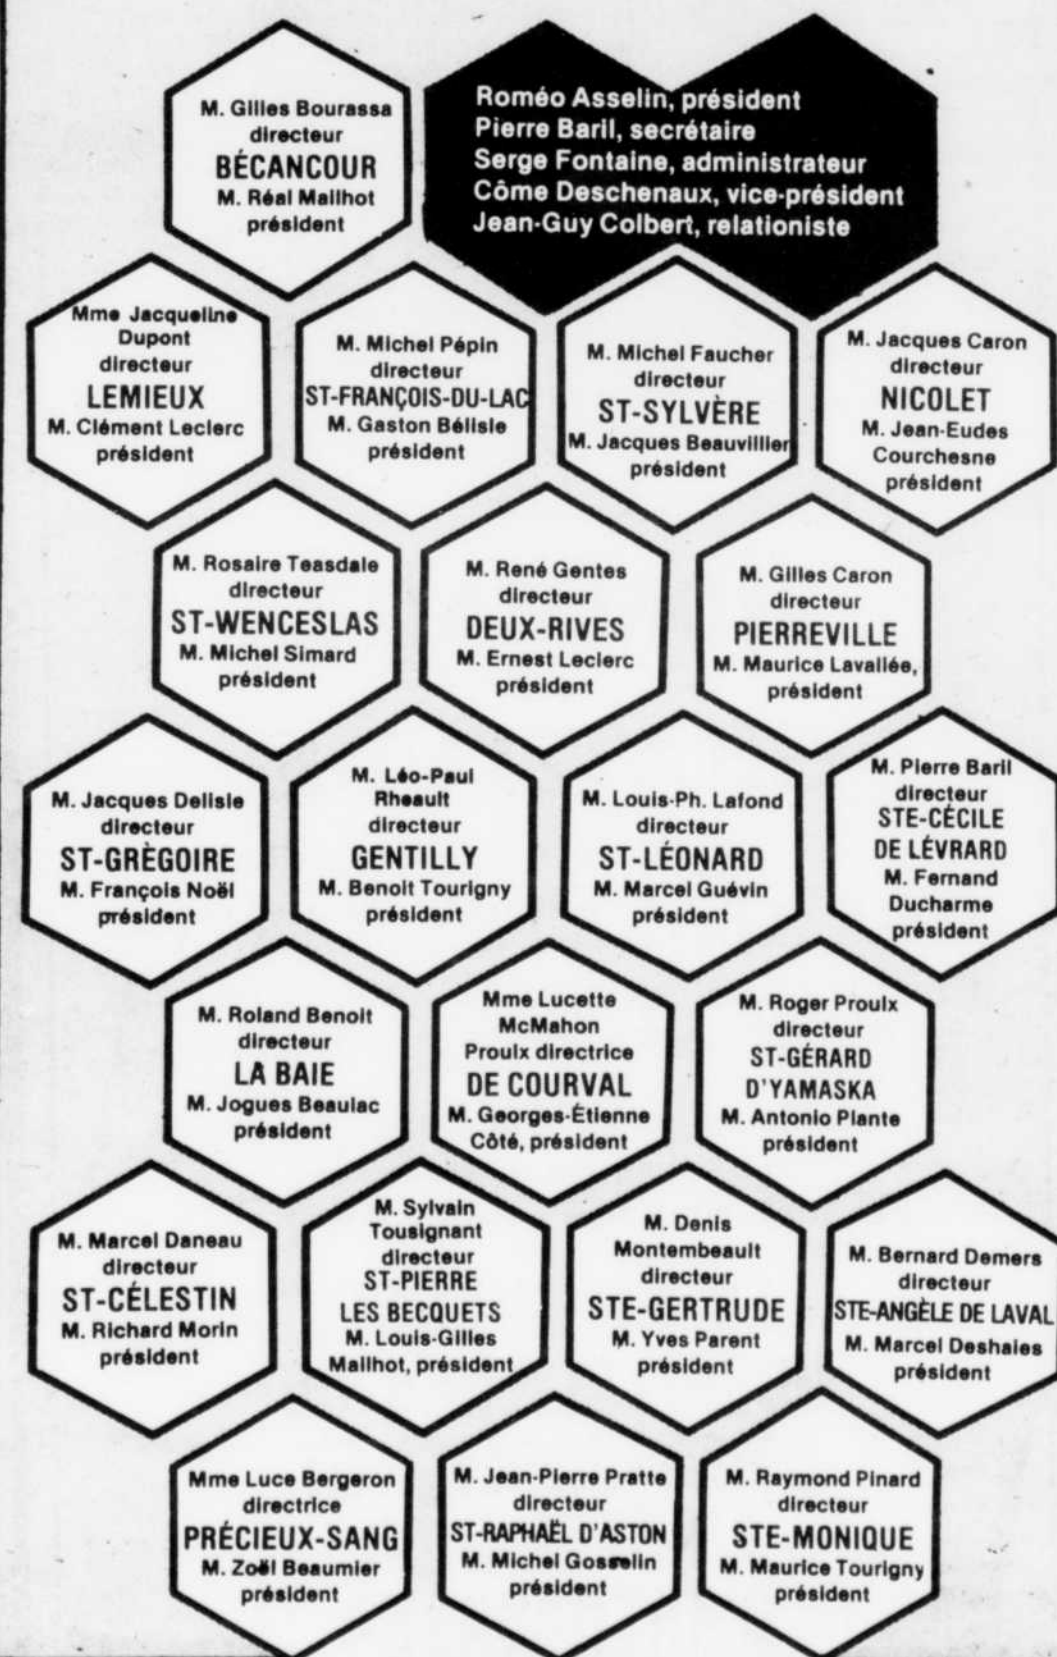 M. Gilles Bourassa
directeur
BÉCANCOUR
M. Réal Mailhot
président
Roméo Asselin, président
Pierre Baril, secrétaire
Serge Fontaine, administrateur
Côme Deschenaux, vice-président
Jean-Guy Colbert, relationiste
Mme Jacqueline
Dupont
directeur
LEMIEUX
M. Clément Leclerc
président
M. Michel Pépin
directeur
ST-FRANÇOIS-DU-LAC
M. Gaston Bélisle
président
M. Michel Faucher
directeur
ST-SYLVÈRE
M. Jacques Beauvillier
président
M. Jacques Caron
directeur
NICOLET
M. Jean-Eudes
Courchesne
président
M. Rosaire Teasdale
directeur
ST-WENCESLAS
M. Michel Simard
président
M. René Gentes
directeur
DEUX-RIVES
M. Ernest Leclerc
président
M. Gilles Caron
directeur
PIERREVILLE
M. Maurice Lavallée,
président
M. Jacques Delisle
directeur
ST-GRÈGOIRE
M. François Noël
président
M. Léo-Paul
Rheault
directeur
GENTILLY
M. Benoit Tourigny
président
M. Louis-Ph. Lafond
directeur
ST-LÉONARD
M. Marcel Guévin
président
M. Pierre Baril
directeur
STE-CÉCILE
DE LÉVRARD
M. Fernand
Ducharme
président
M. Roland Benoit
directeur
LA BAIE
M. Jogues Beaulac
président
Mme Lucette
McMahon
Proulx directrice
DE COURVAL
M. Georges-Étienne
Côté, président
M. Roger Proulx
directeur
ST-GÉRARD
D'YAMASKA
M. Antonio Plante
président
M. Marcel Daneau
directeur
ST-CÉLESTIN
M. Richard Morin
président
M. Sylvain
Tousignant
directeur
ST-PIERRE
LES BECQUETS
M. Louis-Gilles
Mailhot, président
M. Denis
Montembeault
directeur
STE-GERTRUDE
M. Yves Parent
président
M. Bernard Demers
directeur
STE-ANGÈLE DE LAVAL
M. Marcel Deshaies
président
Mme Luce Bergeron
directrice
PRÉCIEUX-SANG
M. Zoël Beaumier
président
M. Jean-Pierre Pratte
directeur
ST-RAPHAËL D'ASTON
M. Michel Gosselin
président
M. Raymond Pinard
directeur
STE-MONIQUE
M. Maurice Tourigny
président